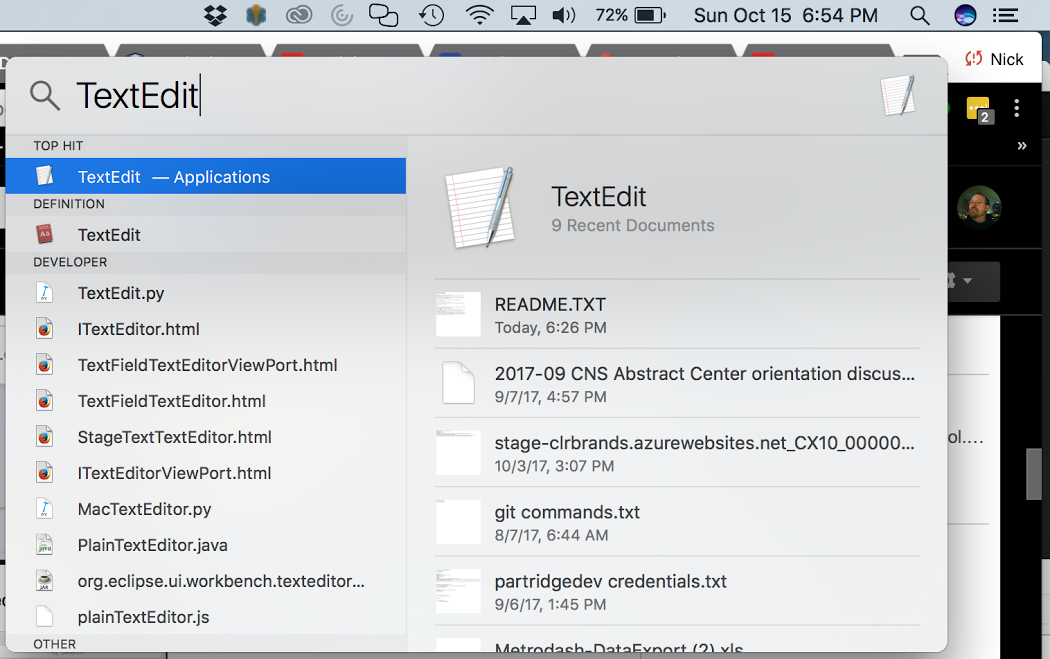 72%
Sun Oct 15 6:54 PM
Nick
TextEdit
2
»
TOP HIT
TextEdit — Applications
DEFINITION
Aa
TextEdit
DEVELOPER
TextEdit.py
ITextEditor.html
TextFieldTextEditorViewPort.html
TextFieldTextEditor.html
StageTextTextEditor.html
ITextEditorViewPort.html
MacTextEditor.py
PlainTextEditor.java
org.eclipse.ui.workbench.texteditor...
plainTextEditor.js
OTHER
TextEdit
9 Recent Documents
README.TXT
Today, 6:26 PM
2017-09 CNS Abstract Center orientation discus...
9/7/17, 4:57 PM
stage-clrbrands.azurewebsites.net_CX10_00000...
10/3/17, 3:07 PM
git commands.txt
8/7/17, 6:44 AM
partridgedev credentials.txt
9/6/17, 1:45 PM
Metrodash-DataExport (2).xls
ol....